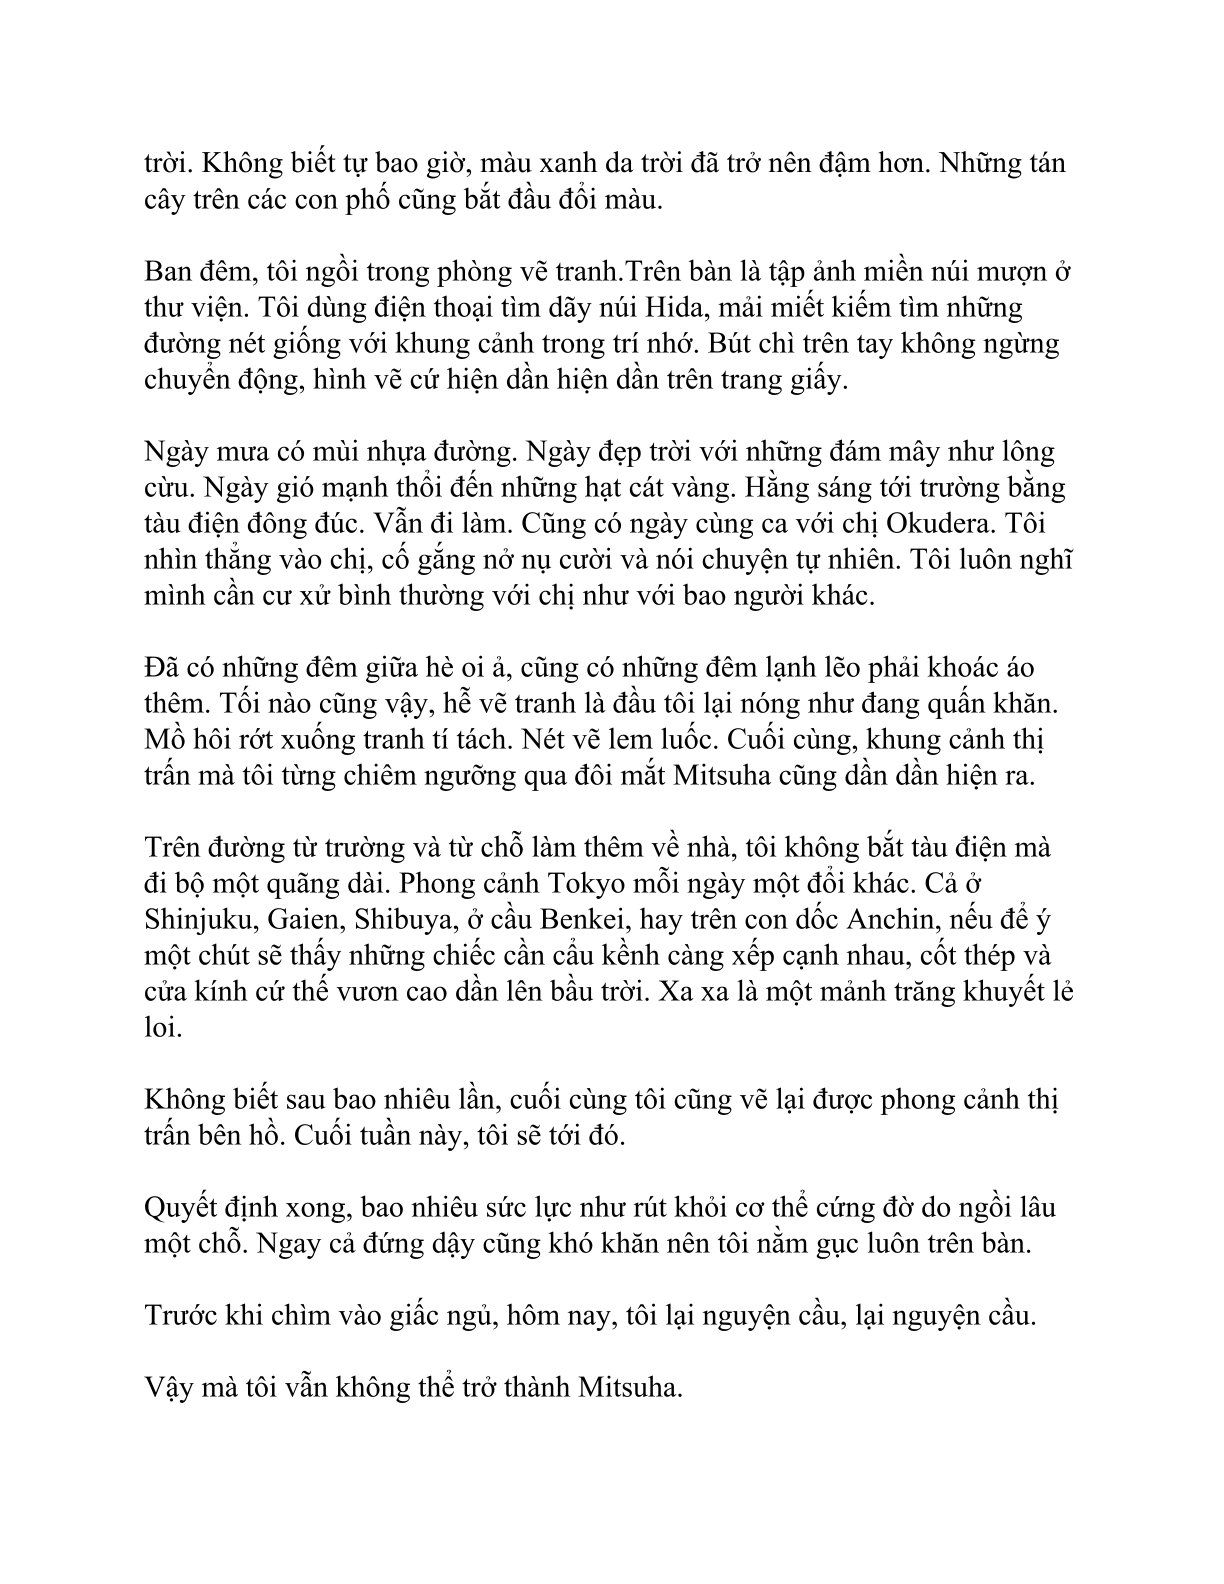 trời. Không biết tự bao giờ, màu xanh da trời đã trở nên đậm hơn. Những tán
cây trên các con phố cũng bắt đầu đổi màu.
Ban đêm, tôi ngồi trong phòng vẽ tranh.Trên bàn là tập ảnh miền núi mượn ở
thư viện. Tôi dùng điện thoại tìm dãy núi Hida, mải miết kiếm tìm những
đường nét giống với khung cảnh trong trí nhớ. Bút chì trên tay không ngừng
chuyển động, hình vẽ cứ hiện dần hiện dần trên trang giấy.
Ngày mưa có mùi nhựa đường. Ngày đẹp trời với những đám mây như lông
cừu. Ngày gió mạnh thổi đến những hạt cát vàng. Hằng sáng tới trường bằng
tàu điện đông đúc. Vẫn đi làm. Cũng có ngày cùng ca với chị Okudera. Tôi
nhìn thẳng vào chị, cố gắng nở nụ cười và nói chuyện tự nhiên. Tôi luôn nghĩ
mình cần cư xử bình thường với chị như với bao người khác.
Đã có những đêm giữa hè oi ả, cũng có những đêm lạnh lẽo phải khoác áo
thêm. Tối nào cũng vậy, hễ vẽ tranh là đầu tôi lại nóng như đang quấn khăn.
Mồ hôi rớt xuống tranh tí tách. Nét vẽ lem luốc. Cuối cùng, khung cảnh thị
trấn mà tôi từng chiêm ngưỡng qua đôi mắt Mitsuha cũng dần dần hiện ra.
Trên đường từ trường và từ chỗ làm thêm về nhà, tôi không bắt tàu điện mà
đi bộ một quãng dài. Phong cảnh Tokyo mỗi ngày một đổi khác. Cả ở
Shinjuku, Gaien, Shibuya, ở cầu Benkei, hay trên con dốc Anchin, nếu để ý
một chút sẽ thấy những chiếc cần cẩu kềnh càng xếp cạnh nhau, cốt thép và
cửa kính cứ thế vươn cao dần lên bầu trời. Xa xa là một mảnh trăng khuyết lẻ
loi.
Không biết sau bao nhiêu lần, cuối cùng tôi cũng vẽ lại được phong cảnh thị
trấn bên hồ. Cuối tuần này, tôi sẽ tới đó.
Quyết định xong, bao nhiêu sức lực như rút khỏi cơ thể cứng đờ do ngồi lâu
một chỗ. Ngay cả đứng dậy cũng khó khăn nên tôi nằm gục luôn trên bàn.
Trước khi chìm vào giấc ngủ, hôm nay, tôi lại nguyện cầu, lại nguyện cầu.
Vậy mà tôi vẫn không thể trở thành Mitsuha.